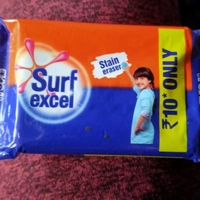 Surf
excel
Stain
eraser
₹10* ONLY